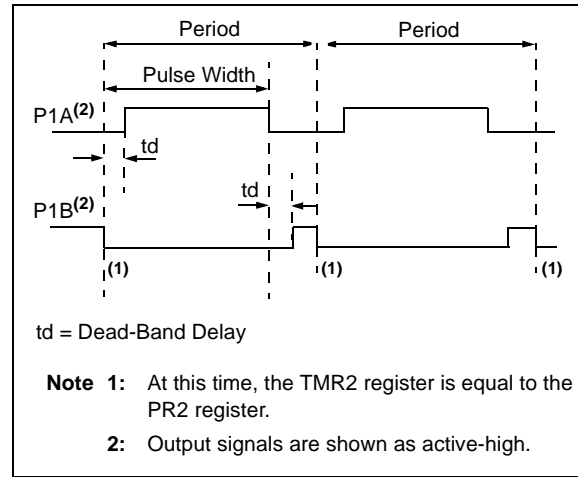 Period Period
Pulse Width
P1A(2)
td
td
P1B(2)
(1) (1) (1)
td = Dead-Band Delay
Note 1: At this time, the TMR2 register is equal to the
PR2 register.
2: Output signals are shown as active-high.